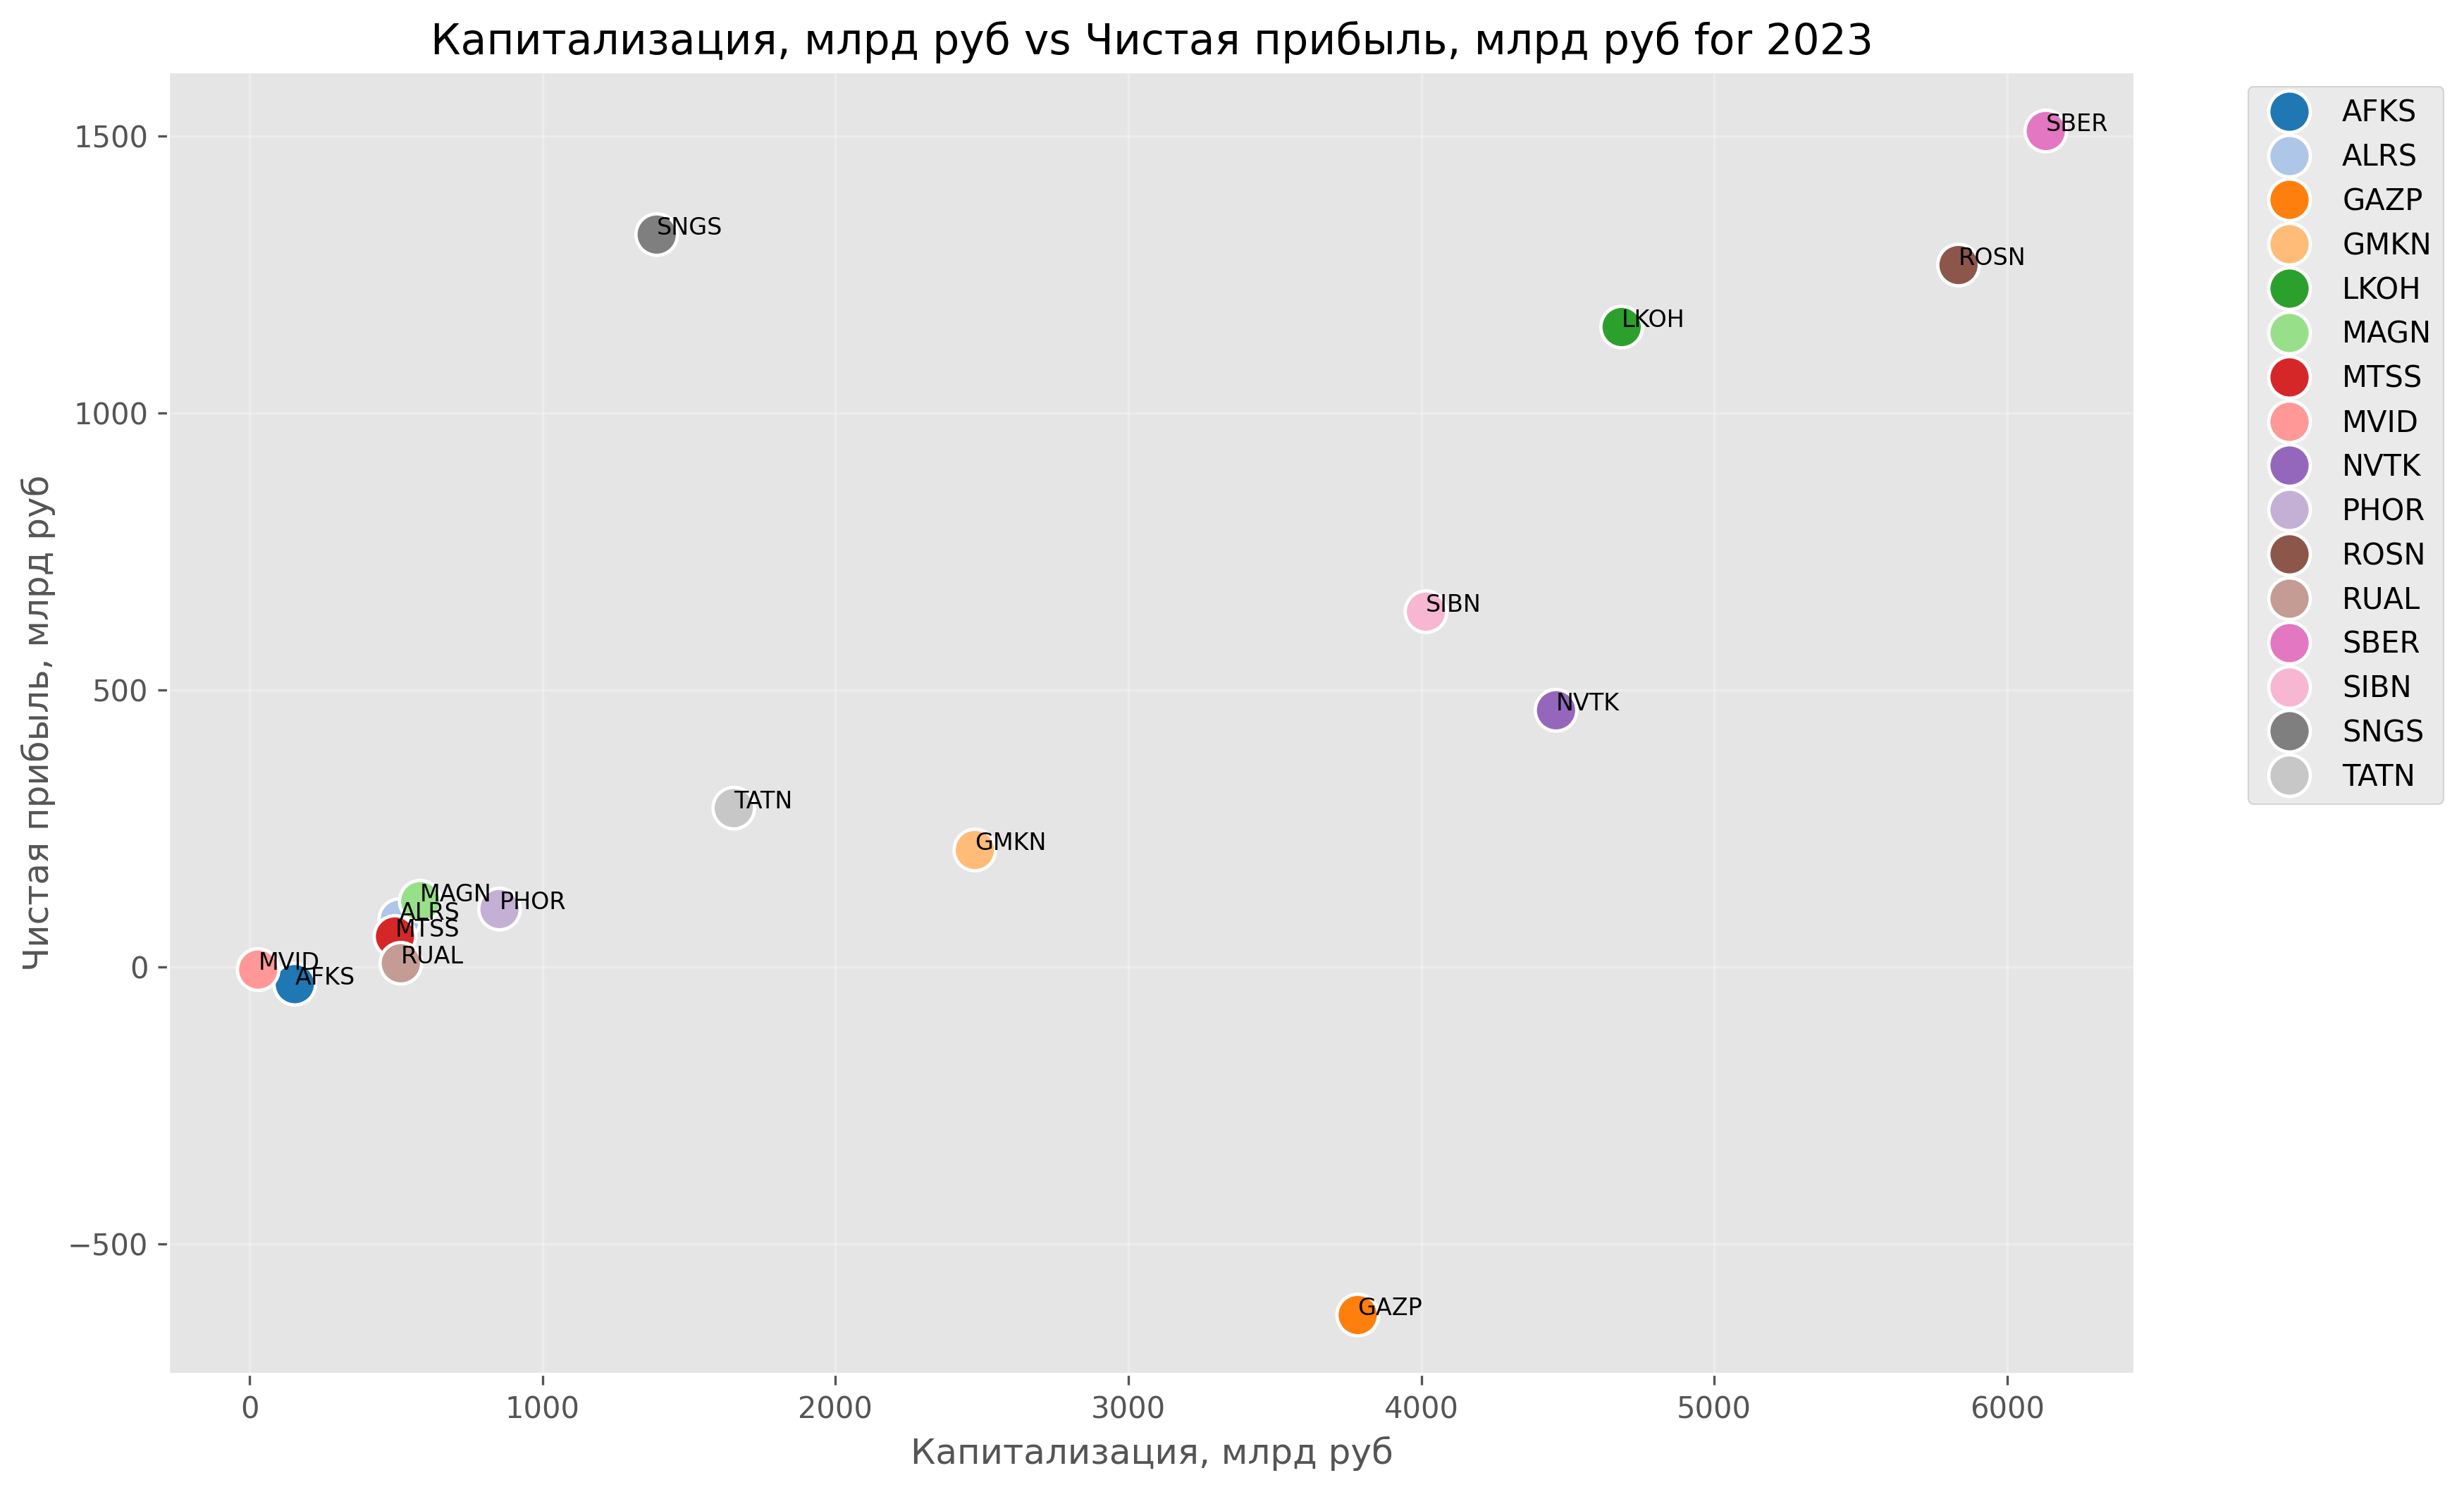 Капитализация, млрд руб vs Чистая прибыль, млрд руб for 2023
Чистая прибыль, млрд руб
1500
1000
500
0
−500
SBER
SNGS
ROSN
LKOH
SIBN
NVTK
TATN
GMKN
MAGN
PHOR
ALRS
MTSS
RUAL
MVID
AFKS
GAZP
0 1000 2000 3000 4000 5000 6000
Капитализация, млрд руб
AFKS
ALRS
GAZP
GMKN
LKOH
MAGN
MTSS
MVID
NVTK
PHOR
ROSN
RUAL
SBER
SIBN
SNGS
TATN